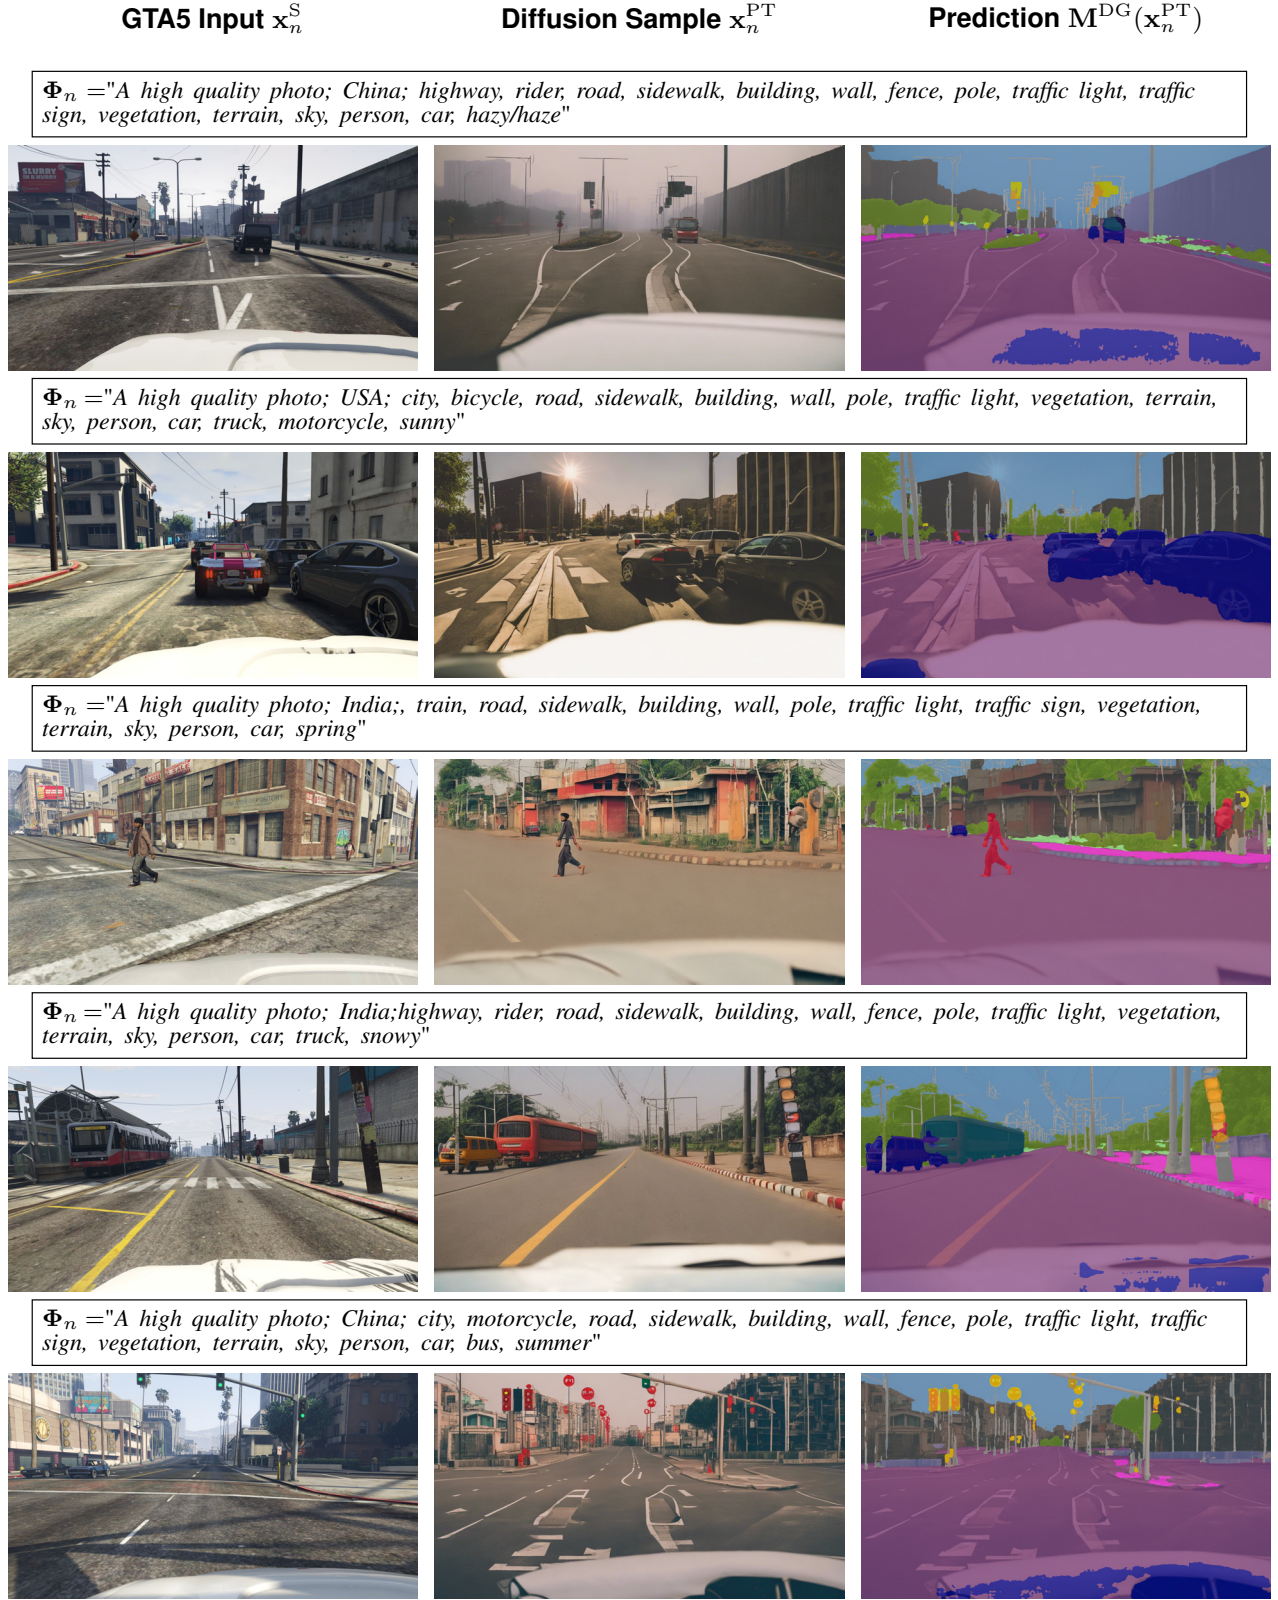 GTA5 Input x_n^S
Diffusion Sample x_n^PT
Prediction M^DG(x_n^PT)
Φ_n ="A high quality photo; China; highway, rider, road, sidewalk, building, wall, fence, pole, traffic light, traffic
sign, vegetation, terrain, sky, person, car, hazy/haze"
SLURRY
IN A HURRY
Φ_n ="A high quality photo; USA; city, bicycle, road, sidewalk, building, wall, pole, traffic light, vegetation, terrain,
sky, person, car, truck, motorcycle, sunny"
Φ_n ="A high quality photo; India;, train, road, sidewalk, building, wall, pole, traffic light, traffic sign, vegetation,
terrain, sky, person, car, spring"
Φ_n ="A high quality photo; India;highway, rider, road, sidewalk, building, wall, fence, pole, traffic light, vegetation,
terrain, sky, person, car, truck, snowy"
Φ_n ="A high quality photo; China; city, motorcycle, road, sidewalk, building, wall, fence, pole, traffic light, traffic
sign, vegetation, terrain, sky, person, car, bus, summer"